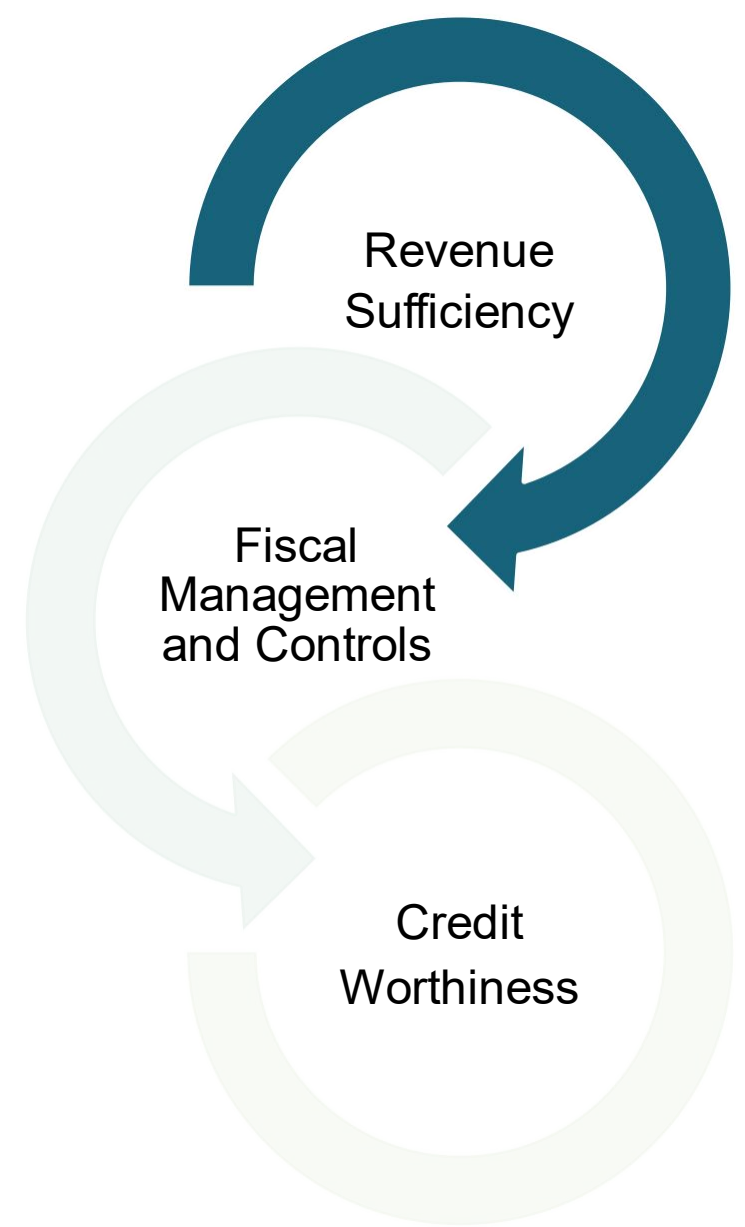 Revenue
Sufficiency
Fiscal
Management
and Controls
Credit
Worthiness